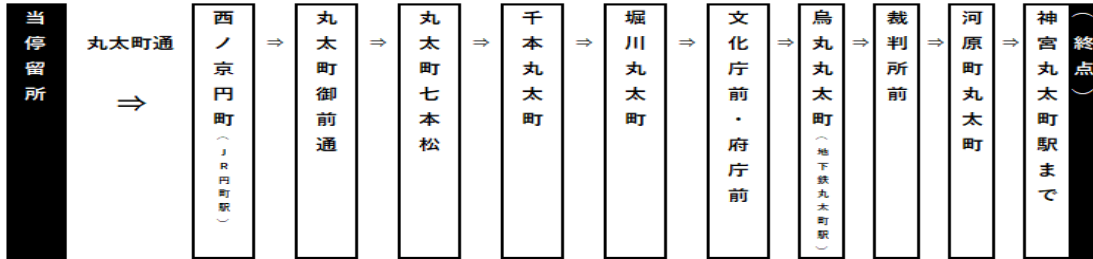 当停留所
丸太町通
⇒
西ノ京円町（ＪＲ円町駅）
⇒
丸太町御前通
⇒
丸太町七本松
⇒
千本丸太町
⇒
堀川丸太町
⇒
文化庁前・府庁前
⇒
烏丸丸太町（地下鉄丸太町駅）
⇒
裁判所前
⇒
河原町丸太町
⇒
神宮丸太町駅まで
（終点）